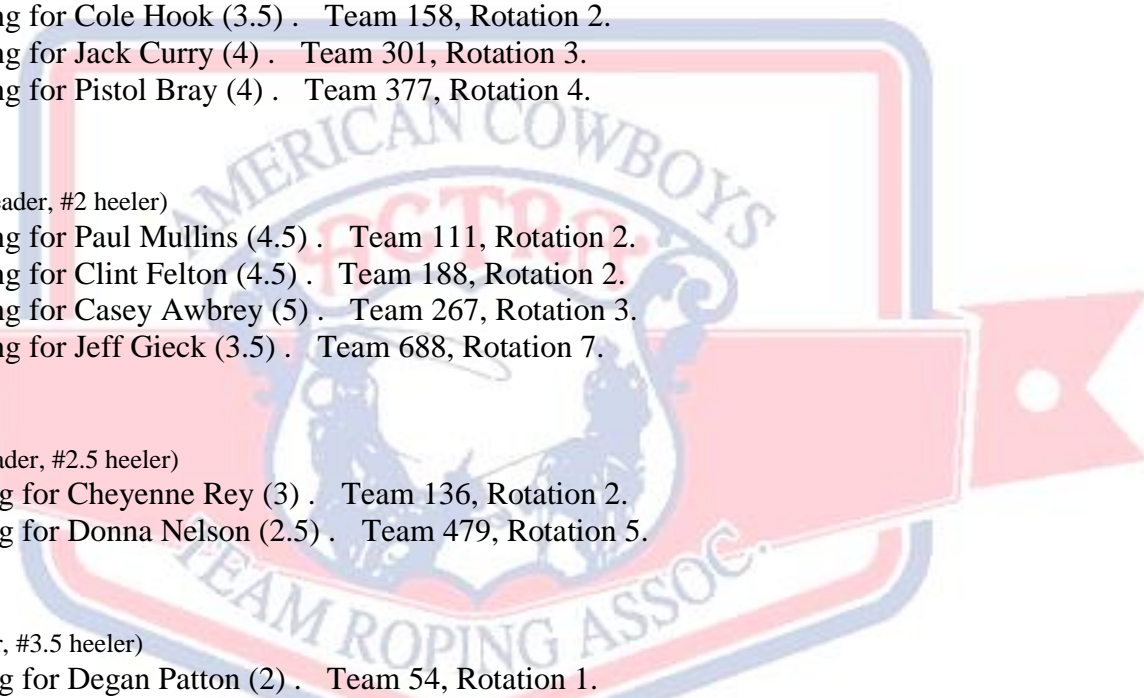 ng for Cole Hook (3.5) .   Team 158, Rotation 2.
ng for Jack Curry (4) .   Team 301, Rotation 3.
ng for Pistol Bray (4) .   Team 377, Rotation 4.
AMERICAN COWBOYS
ACTRA
eader, #2 heeler)
ng for Paul Mullins (4.5) .   Team 111, Rotation 2.
ng for Clint Felton (4.5) .   Team 188, Rotation 2.
ng for Casey Awbrey (5) .   Team 267, Rotation 3.
ng for Jeff Gieck (3.5) .   Team 688, Rotation 7.
ader, #2.5 heeler)
g for Cheyenne Rey (3) .   Team 136, Rotation 2.
g for Donna Nelson (2.5) .   Team 479, Rotation 5.
TEAM ROPING ASSOC.
r, #3.5 heeler)
g for Degan Patton (2) .   Team 54, Rotation 1.